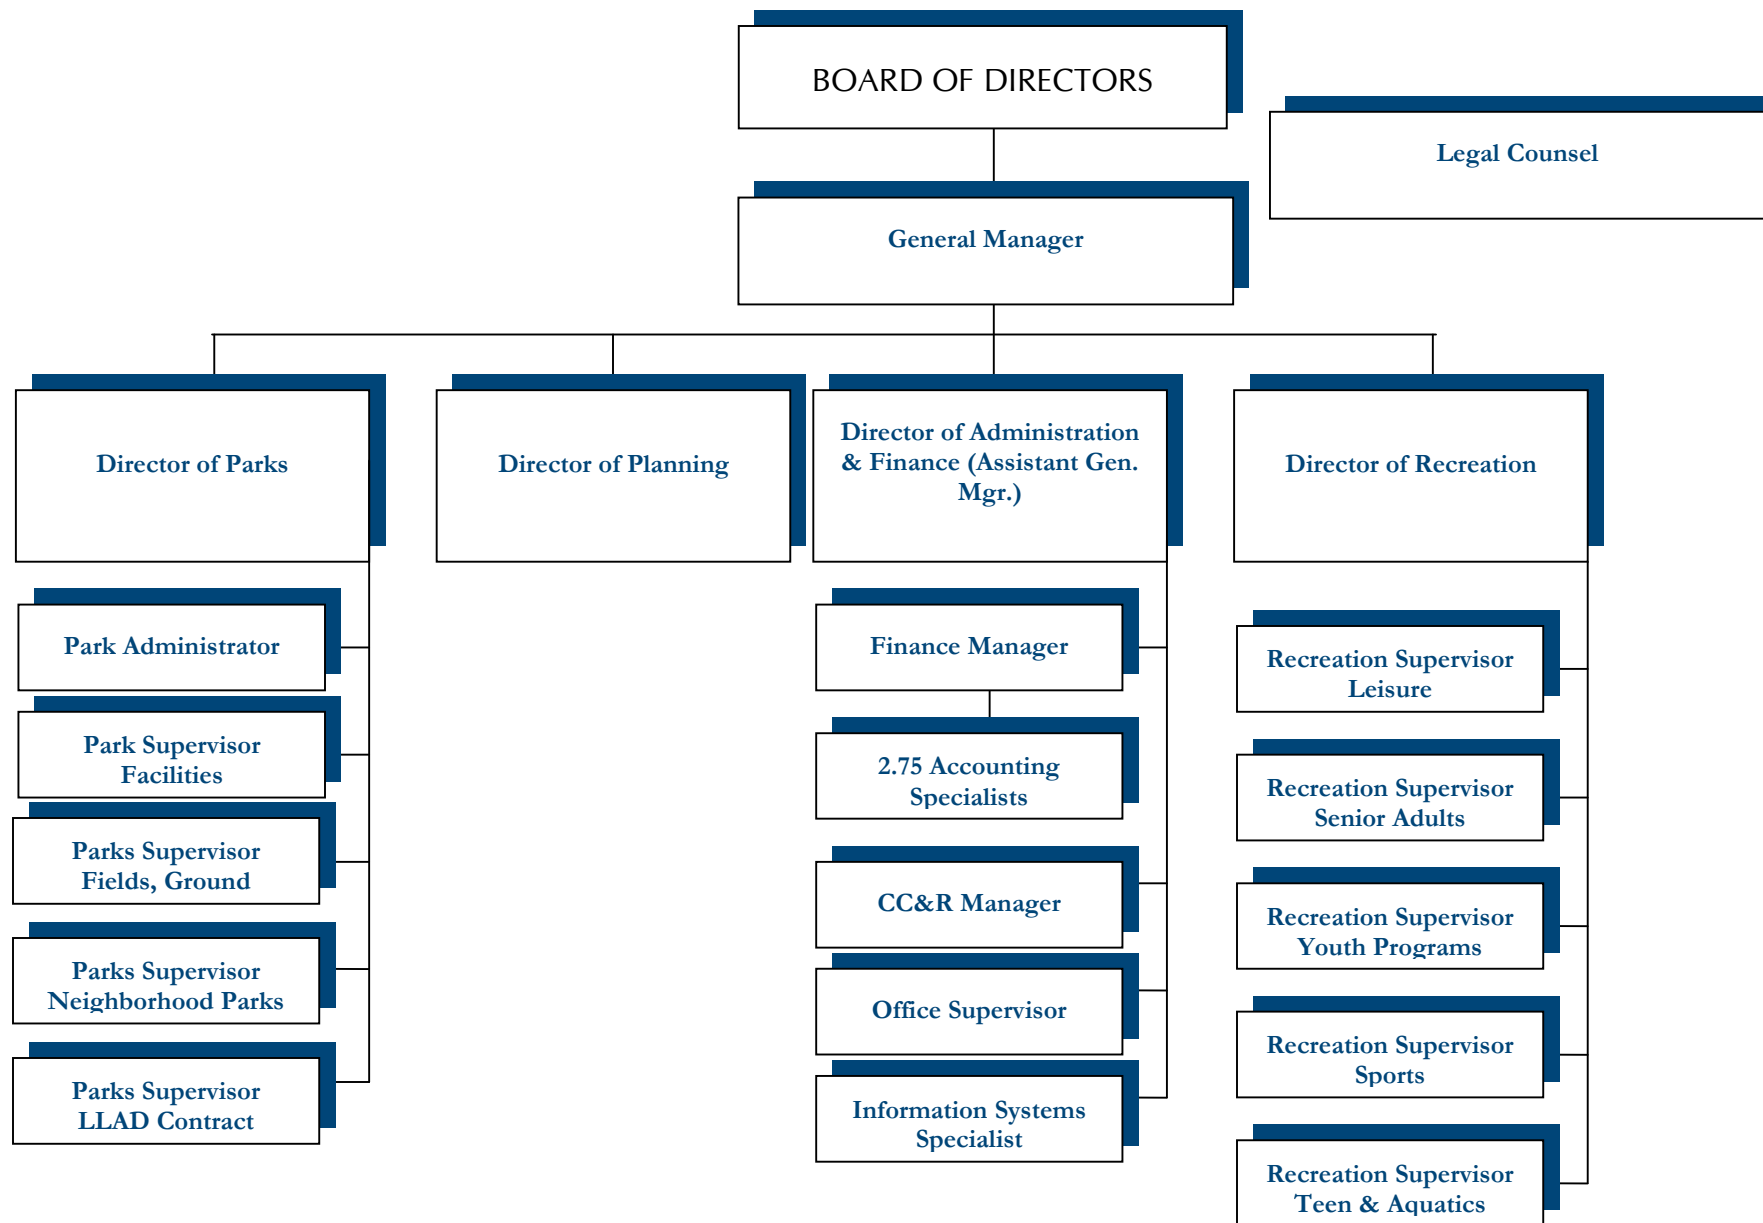 BOARD OF DIRECTORS
Legal Counsel
General Manager
Director of Parks
Director of Planning
Director of Administration
& Finance (Assistant Gen.
Mgr.)
Director of Recreation
Park Administrator
Park Supervisor
Facilities
Parks Supervisor
Fields, Ground
Parks Supervisor
Neighborhood Parks
Parks Supervisor
LLAD Contract
Finance Manager
2.75 Accounting
Specialists
CC&R Manager
Office Supervisor
Information Systems
Specialist
Recreation Supervisor
Leisure
Recreation Supervisor
Senior Adults
Recreation Supervisor
Youth Programs
Recreation Supervisor
Sports
Recreation Supervisor
Teen & Aquatics